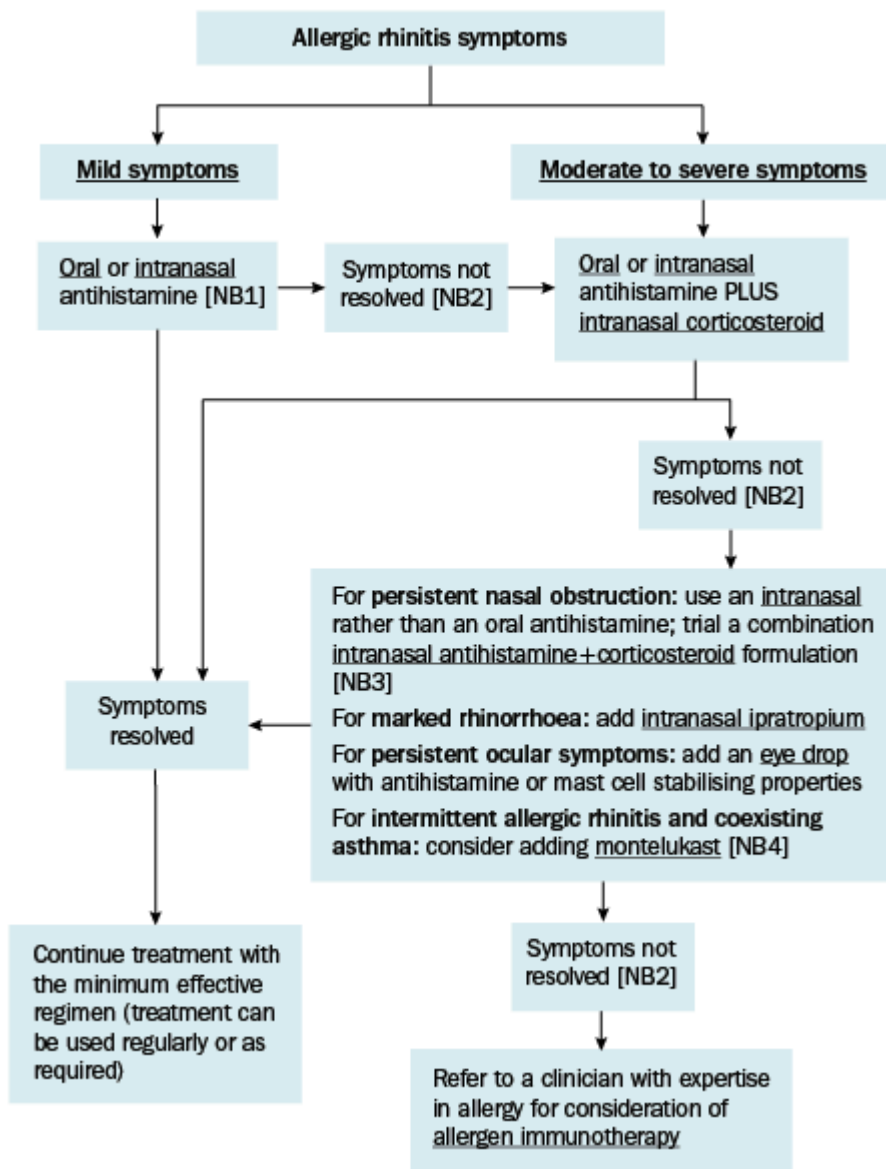 Allergic rhinitis symptoms
Mild symptoms
Moderate to severe symptoms
Oral or intranasal
antihistamine [NB1]
Symptoms not
resolved [NB2]
Oral or intranasal
antihistamine PLUS
intranasal corticosteroid
Symptoms not
resolved [NB2]
For persistent nasal obstruction: use an intranasal
rather than an oral antihistamine; trial a combination
intranasal antihistamine+corticosteroid formulation
[NB3]
For marked rhinorrhoea: add intranasal ipratropium
For persistent ocular symptoms: add an eye drop
with antihistamine or mast cell stabilising properties
For intermittent allergic rhinitis and coexisting
asthma: consider adding montelukast [NB4]
Symptoms
resolved
Continue treatment with
the minimum effective
regimen (treatment can
be used regularly or as
required)
Symptoms not
resolved [NB2]
Refer to a clinician with expertise
in allergy for consideration of
allergen immunotherapy